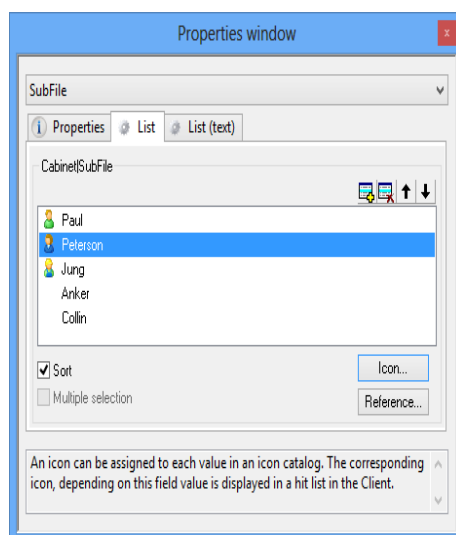 Properties window
x
SubFile
i Properties List List (text)
Cabinet|SubFile
Paul
Peterson
Jung
Anker
Collin
Sort Icon...
Multiple selection Reference...
An icon can be assigned to each value in an icon catalog. The corresponding
icon, depending on this field value is displayed in a hit list in the Client.